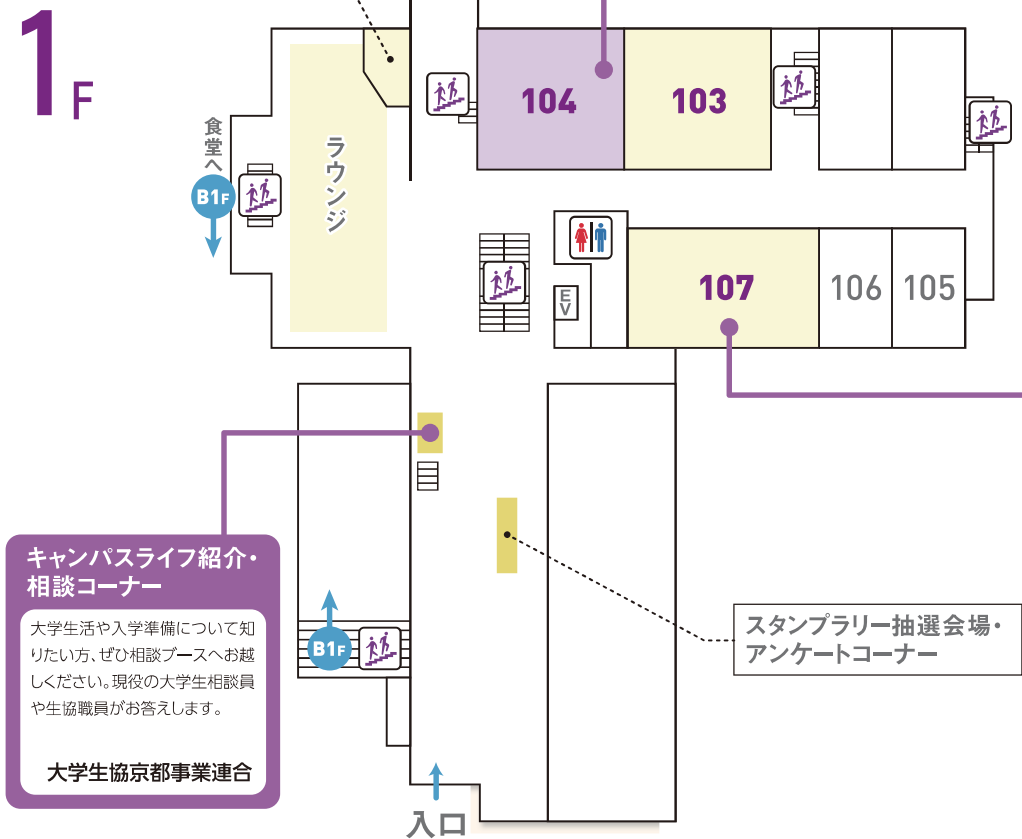 1F
104
103
食堂へ
B1F
ラウンジ
107
106
105
EV
キャンパスライフ紹介・
相談コーナー
大学生活や入学準備について知
りたい方、ぜひ相談ブースへお越
しください。現役の大学生相談員
や生協職員がお答えします。
大学生協京都事業連合
B1F
スタンプラリー抽選会場・
アンケートコーナー
入口